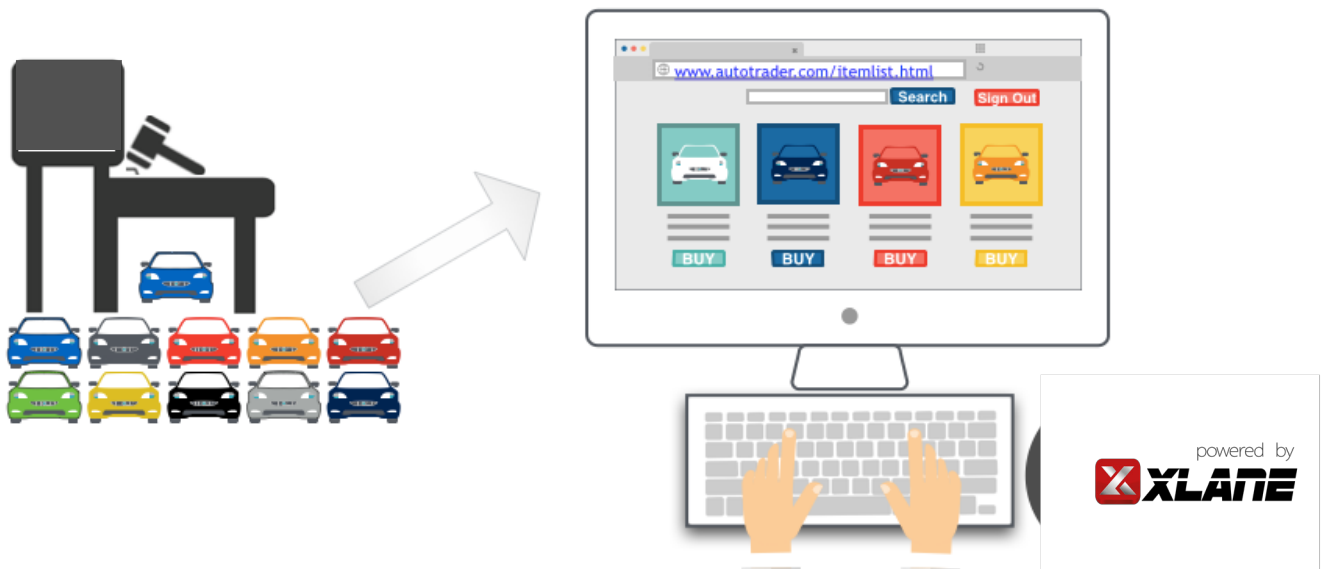 www.autotrader.com/itemlist.html
Search
Sign Out
BUY
BUY
BUY
BUY
powered by
XLANE